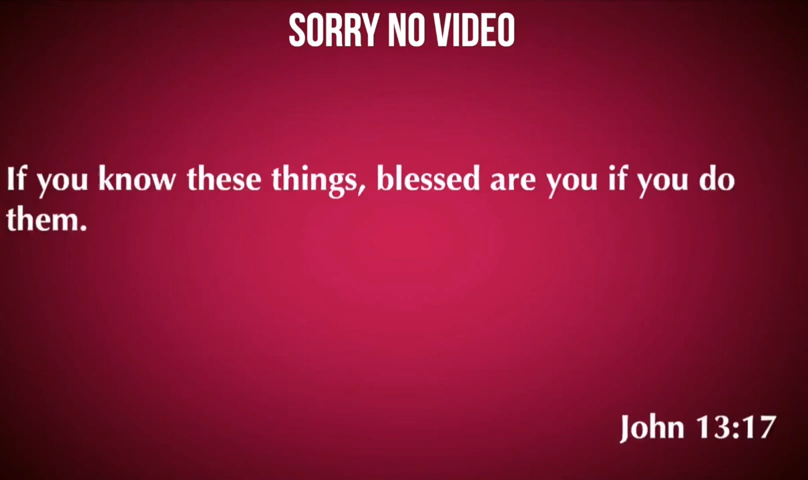 SORRY NO VIDEO
If you know these things, blessed are you if you do
them.
John 13:17